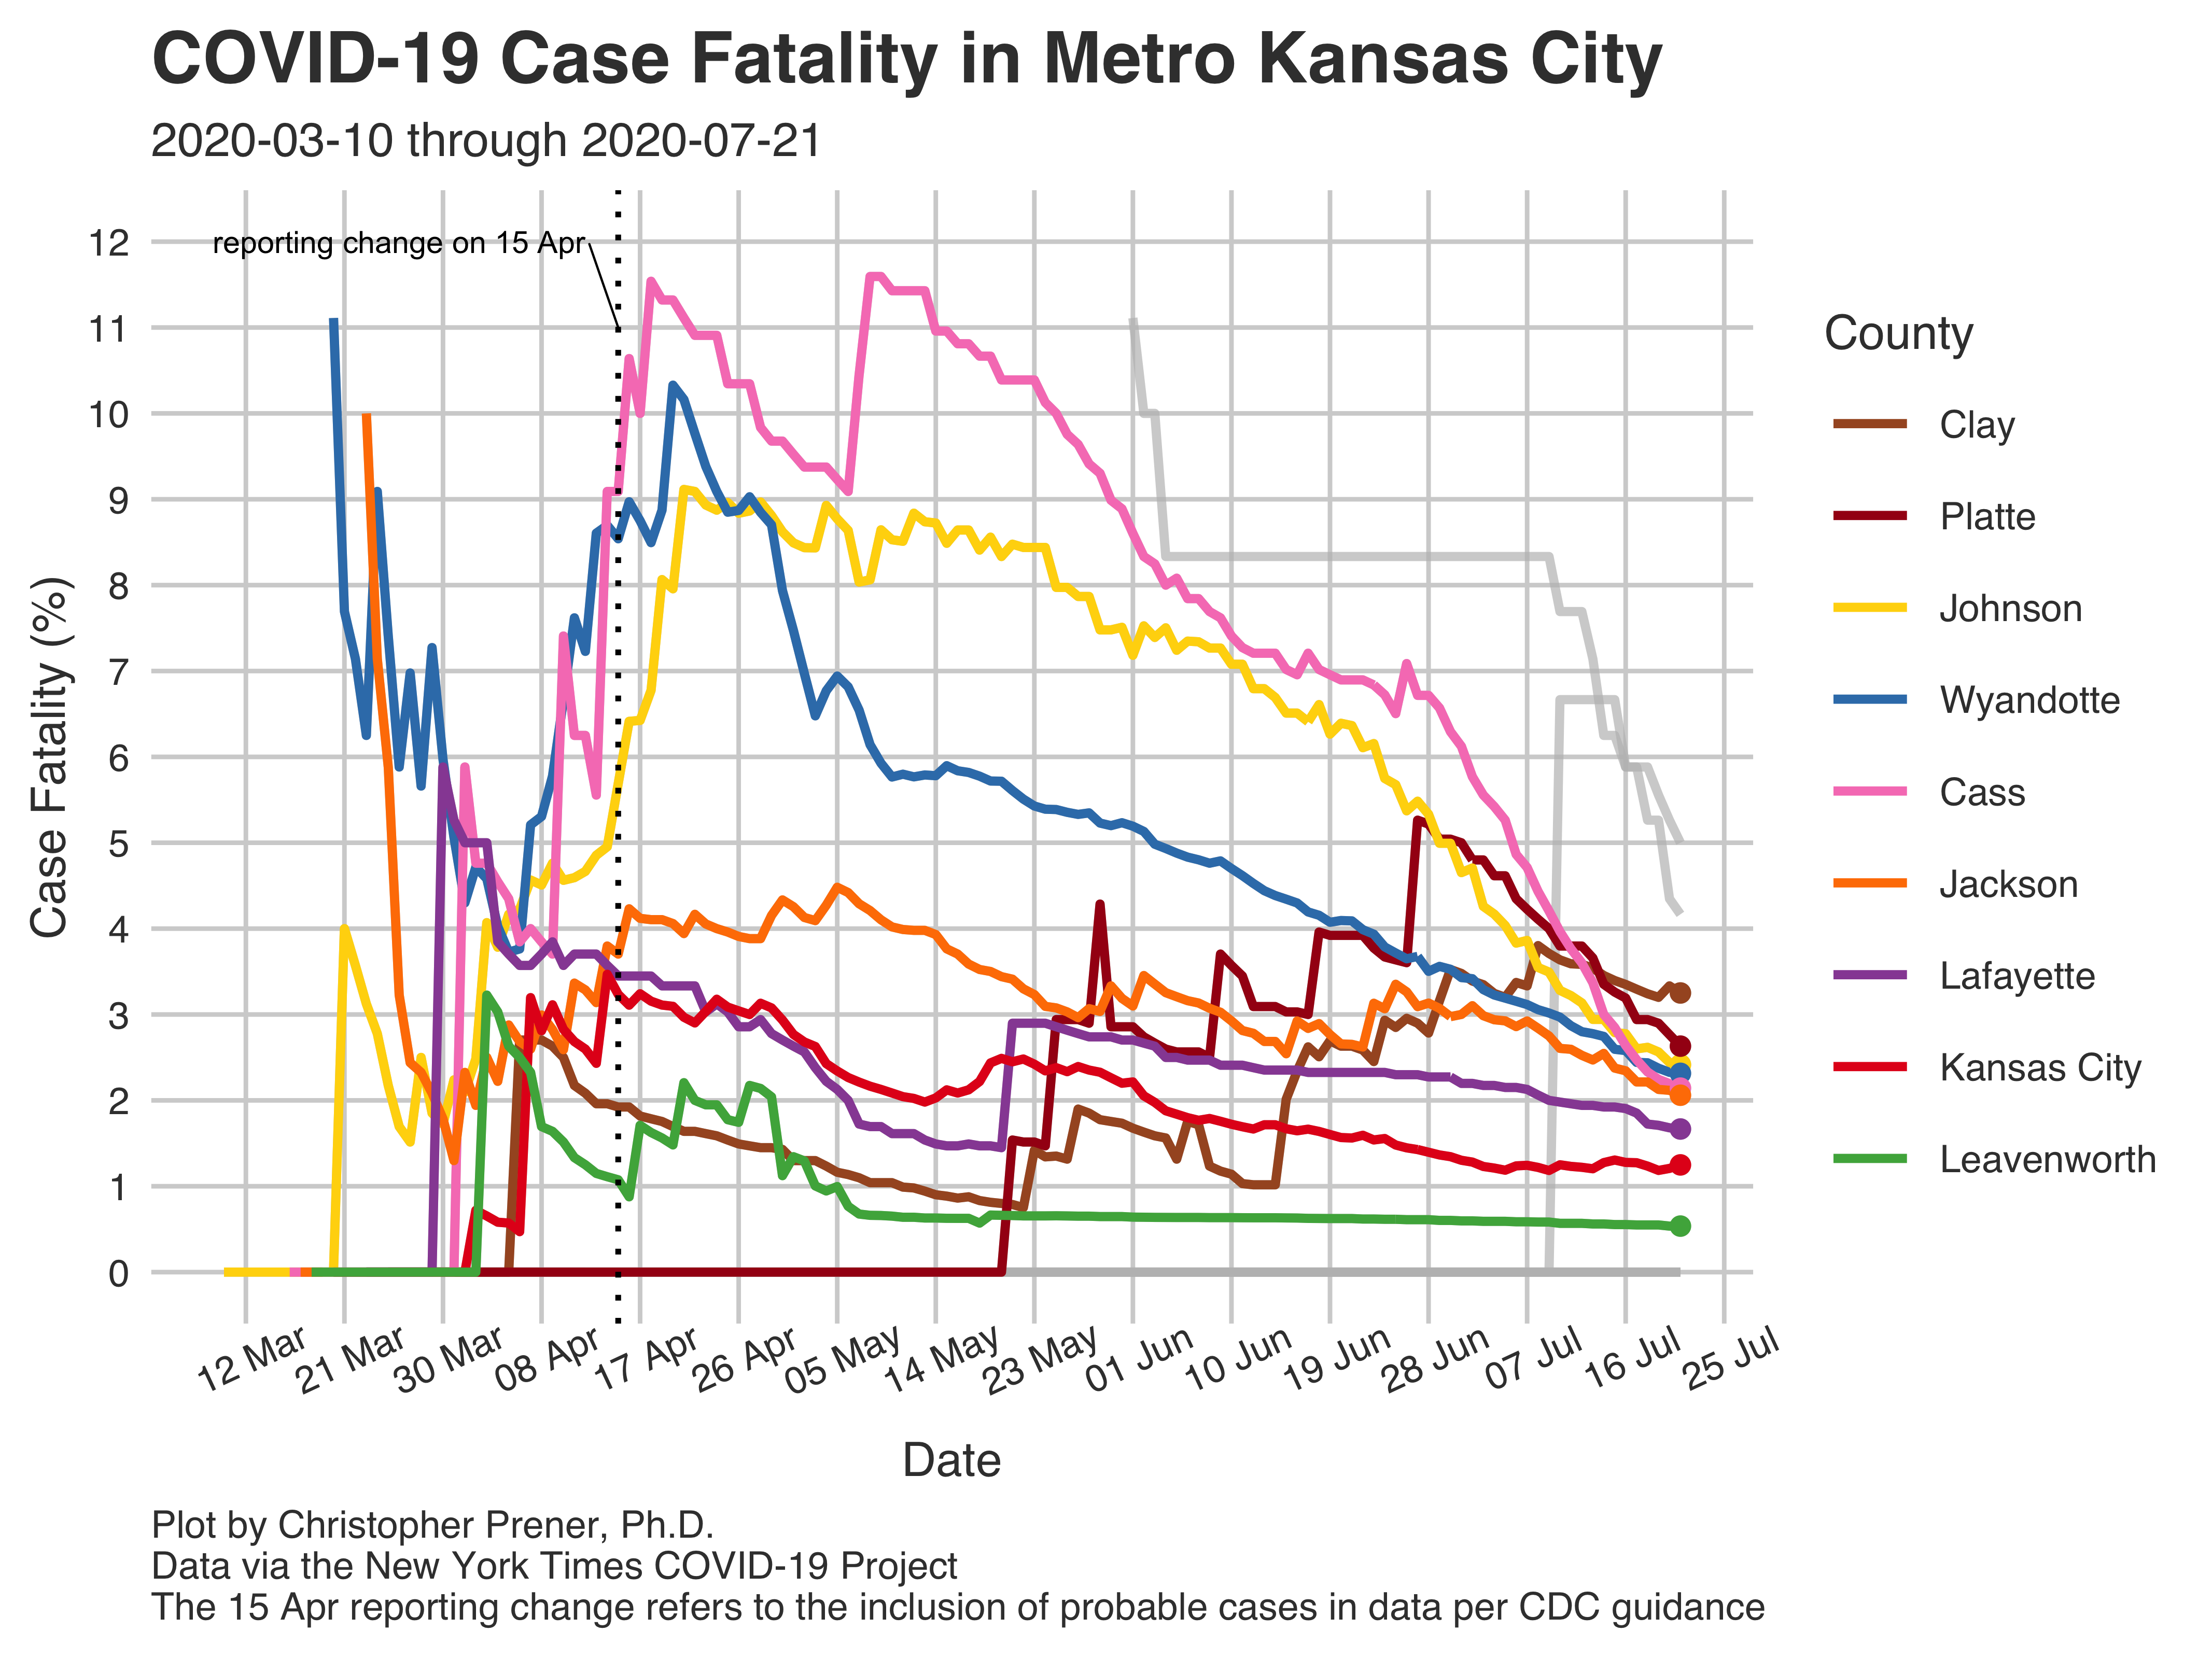 COVID-19 Case Fatality in Metro Kansas City
2020-03-10 through 2020-07-21
Case Fatality (%)
12
11
10
9
8
7
6
5
4
3
2
1
0
reporting change on 15 Apr
12 Mar
21 Mar
30 Mar
08 Apr
17 Apr
26 Apr
05 May
14 May
23 May
01 Jun
10 Jun
19 Jun
28 Jun
07 Jul
16 Jul
25 Jul
Date
County
Clay
Platte
Johnson
Wyandotte
Cass
Jackson
Lafayette
Kansas City
Leavenworth
Plot by Christopher Prener, Ph.D.
Data via the New York Times COVID-19 Project
The 15 Apr reporting change refers to the inclusion of probable cases in data per CDC guidance